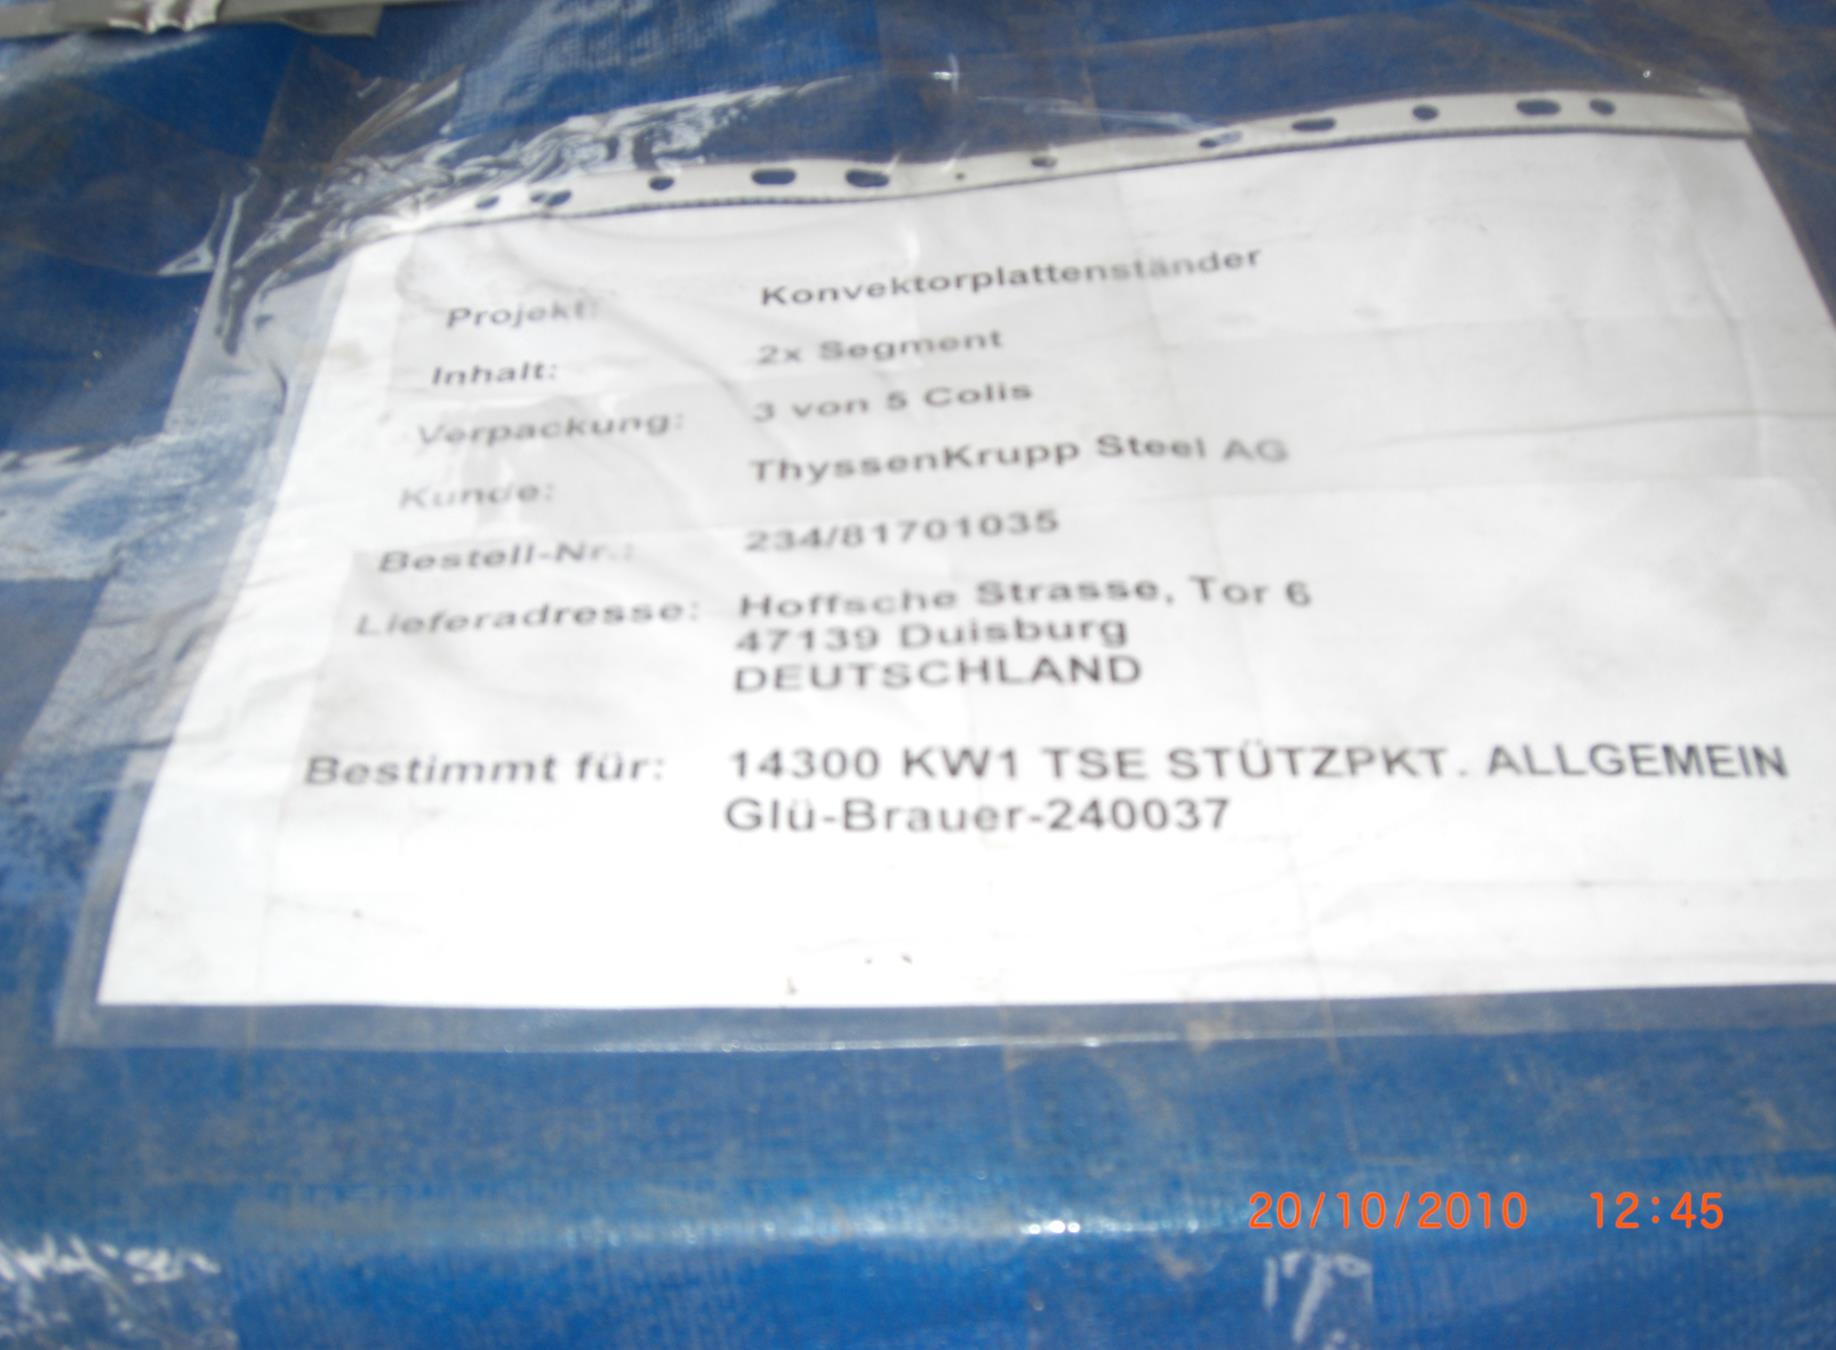 Projekt: Konvektorplattenständer
Inhalt: 2x Segment
Verpackung: 3 von 5 Colis
Kunde: ThyssenKrupp Steel AG
Bestell-Nr.: 234/81701035
Lieferadresse: Hoffsche Strasse, Tor 6
47139 Duisburg
DEUTSCHLAND
Bestimmt für: 14300 KW1 TSE STÜTZPKT. ALLGEMEIN
Glü-Brauer-240037
20/10/2010 12:45